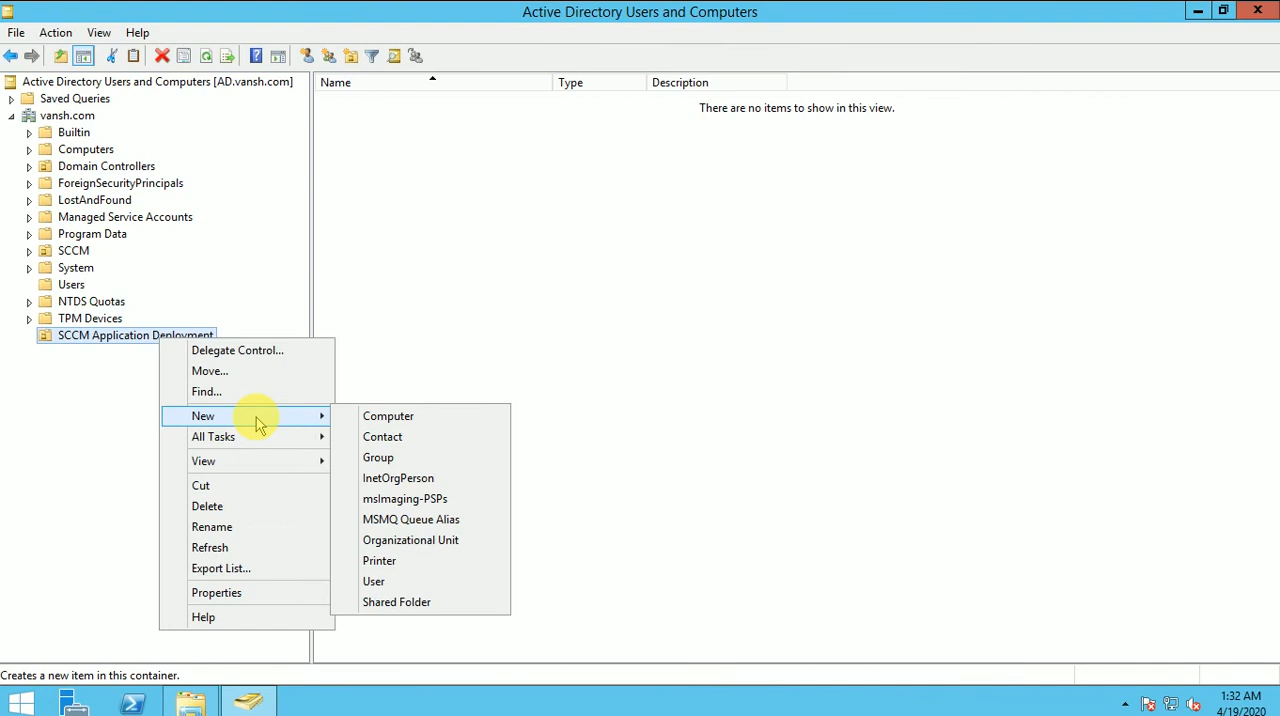 Active Directory Users and Computers
File Action View Help
Active Directory Users and Computers [AD.vansh.com]
Saved Queries
vansh.com
Builtin
Computers
Domain Controllers
ForeignSecurityPrincipals
LostAndFound
Managed Service Accounts
Program Data
SCCM
System
Users
NTDS Quotas
TPM Devices
SCCM Application Deployment
Name Type Description
There are no items to show in this view.
Delegate Control...
Move...
Find...
New
All Tasks
View
Cut
Delete
Rename
Refresh
Export List...
Properties
Help
Computer
Contact
Group
InetOrgPerson
msImaging-PSPs
MSMQ Queue Alias
Organizational Unit
Printer
User
Shared Folder
Creates a new item in this container.
1:32 AM
4/19/2020